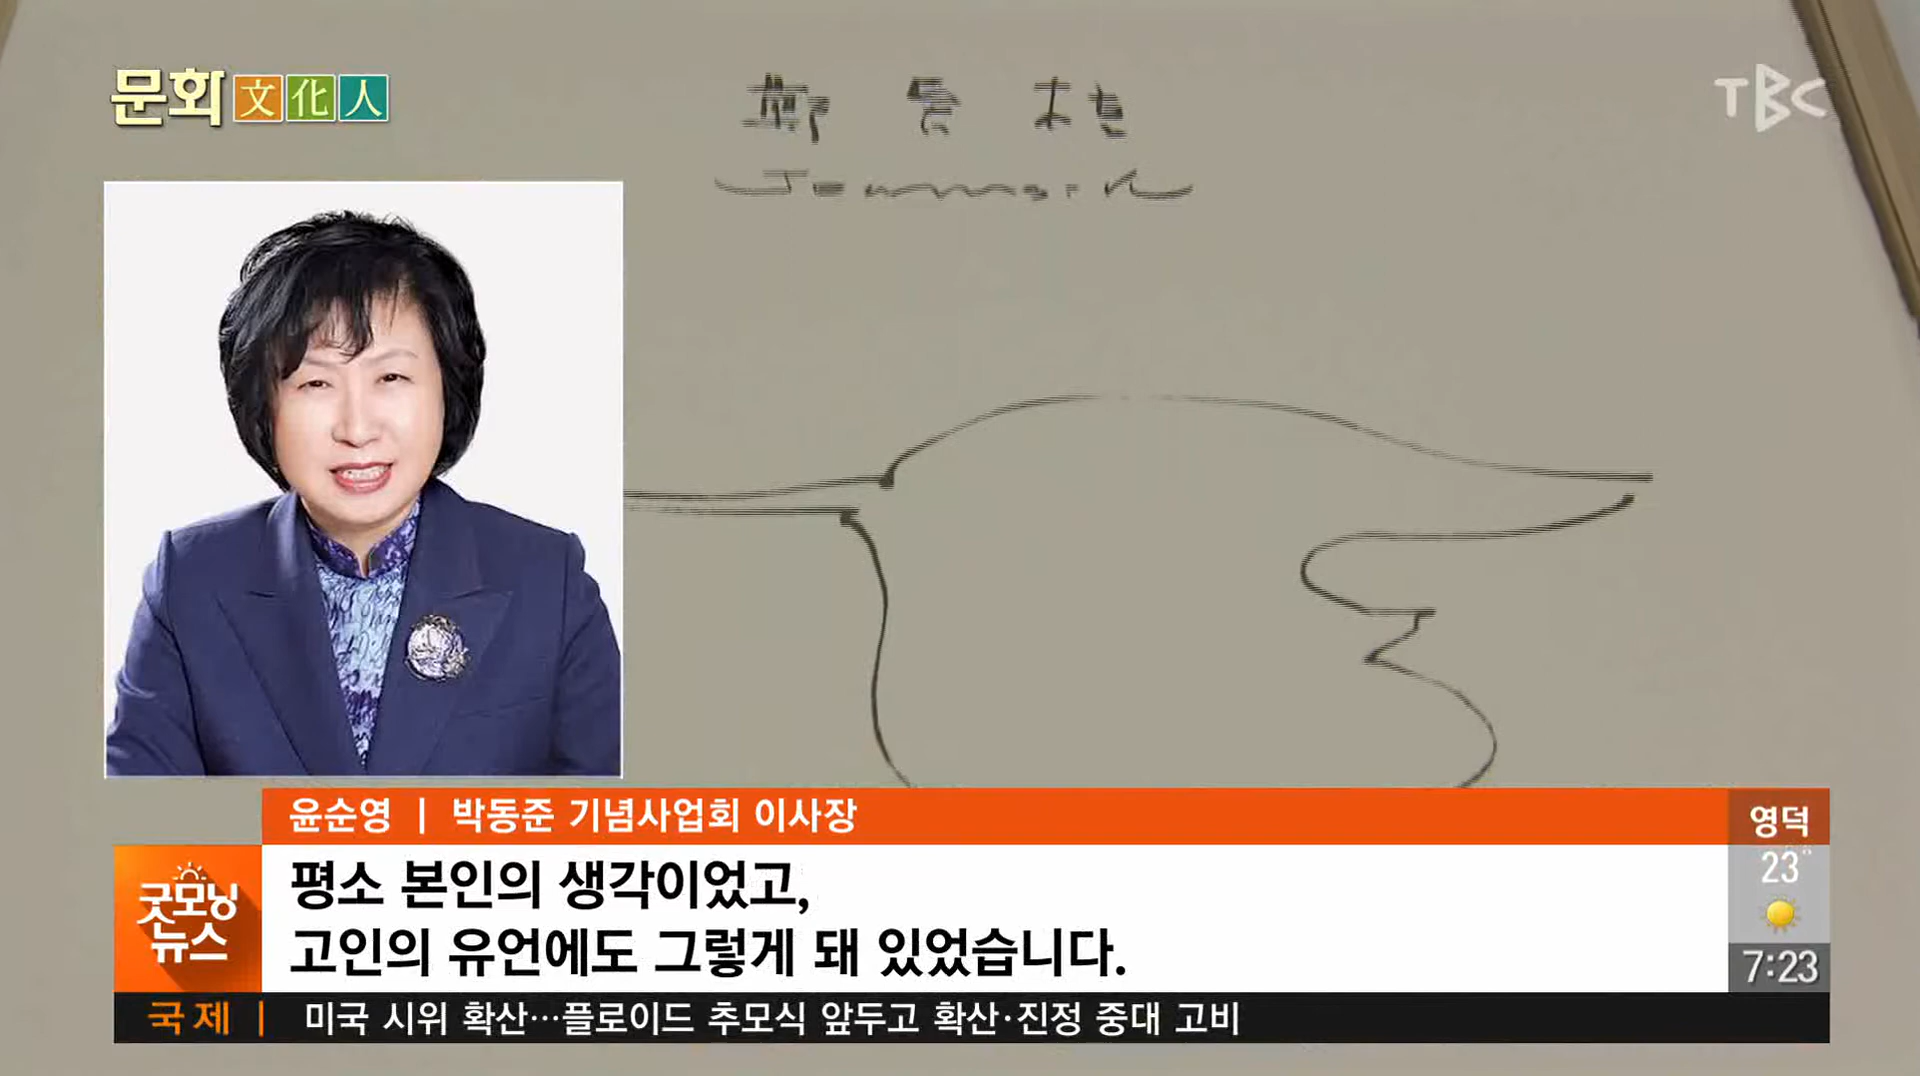 문화 文化人
TBC
윤순영 | 박동준 기념사업회 이사장
영덕
평소 본인의 생각이었고,
23°
고인의 유언에도 그렇게 돼 있었습니다.
굿모닝
뉴스
7:23
국제 | 미국 시위 확산…플로이드 추모식 앞두고 확산·진정 중대 고비